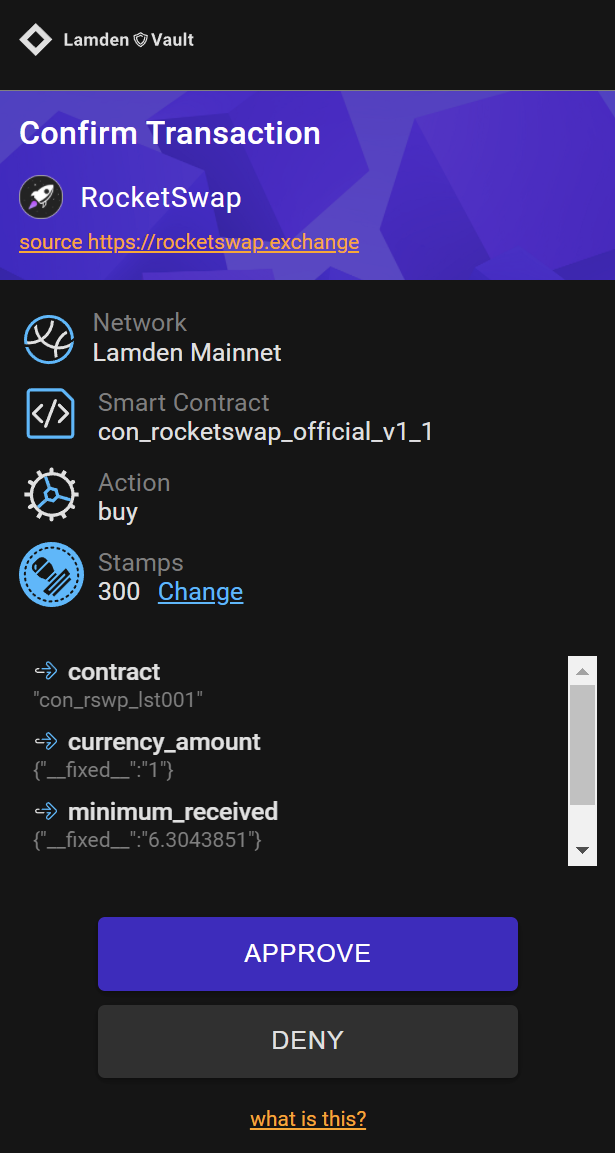 Lamden Vault
Confirm Transaction
RocketSwap
source https://rocketswap.exchange
Network
Lamden Mainnet
Smart Contract
con_rocketswap_official_v1_1
Action
buy
Stamps
300 Change
contract
"con_rswp_lst001"
currency_amount
{"__fixed__":"1"}
minimum_received
{"__fixed__":"6.3043851"}
APPROVE
DENY
what is this?